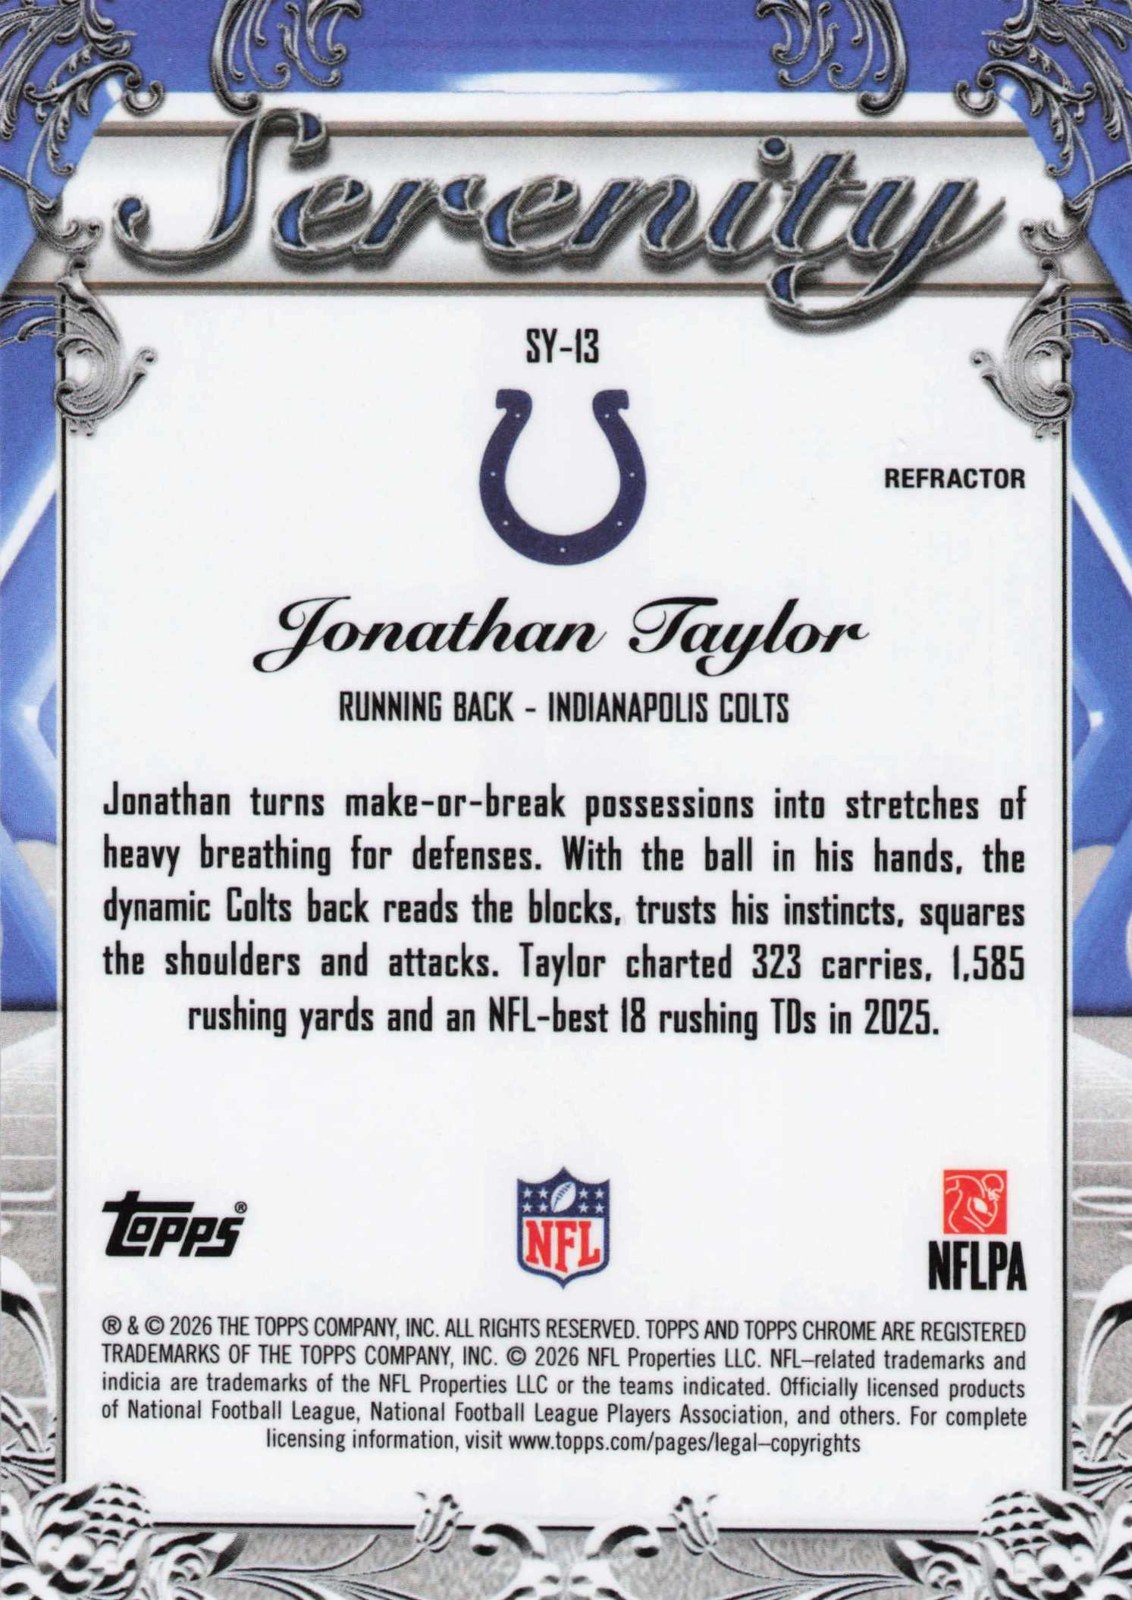 Serenity
SY-13
REFRACTOR
Jonathan Taylor
RUNNING BACK - INDIANAPOLIS COLTS
Jonathan turns make-or-break possessions into stretches of
heavy breathing for defenses. With the ball in his hands, the
dynamic Colts back reads the blocks, trusts his instincts, squares
the shoulders and attacks. Taylor charted 323 carries, 1,585
rushing yards and an NFL-best 18 rushing TDs in 2025.
topps®
NFL
NFLPA
® & © 2026 THE TOPPS COMPANY, INC. ALL RIGHTS RESERVED. TOPPS AND TOPPS CHROME ARE REGISTERED
TRADEMARKS OF THE TOPPS COMPANY, INC. © 2026 NFL Properties LLC. NFL–related trademarks and
indicia are trademarks of the NFL Properties LLC or the teams indicated. Officially licensed products
of National Football League, National Football League Players Association, and others. For complete
licensing information, visit www.topps.com/pages/legal–copyrights